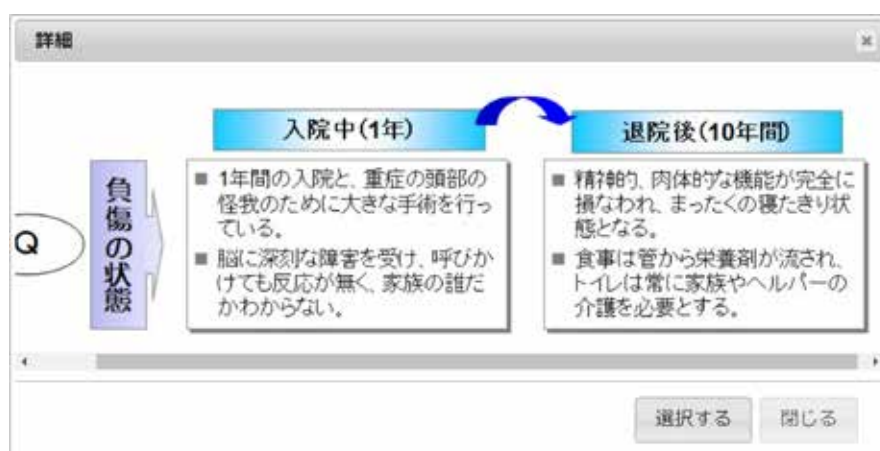 詳細
入院中(1年)
退院後(10年間)
Q
負傷の状態
■ 1年間の入院と、重症の頭部の
怪我のために大きな手術を行っ
ている。
■ 脳に深刻な障害を受け、呼びか
けても反応が無く、家族の誰だ
かわからない。
■ 精神的、肉体的な機能が完全に
損なわれ、まったくの寝たきり状
態となる。
■ 食事は管から栄養剤が流され、
トイレは常に家族やヘルパーの
介護を必要とする。
選択する
閉じる